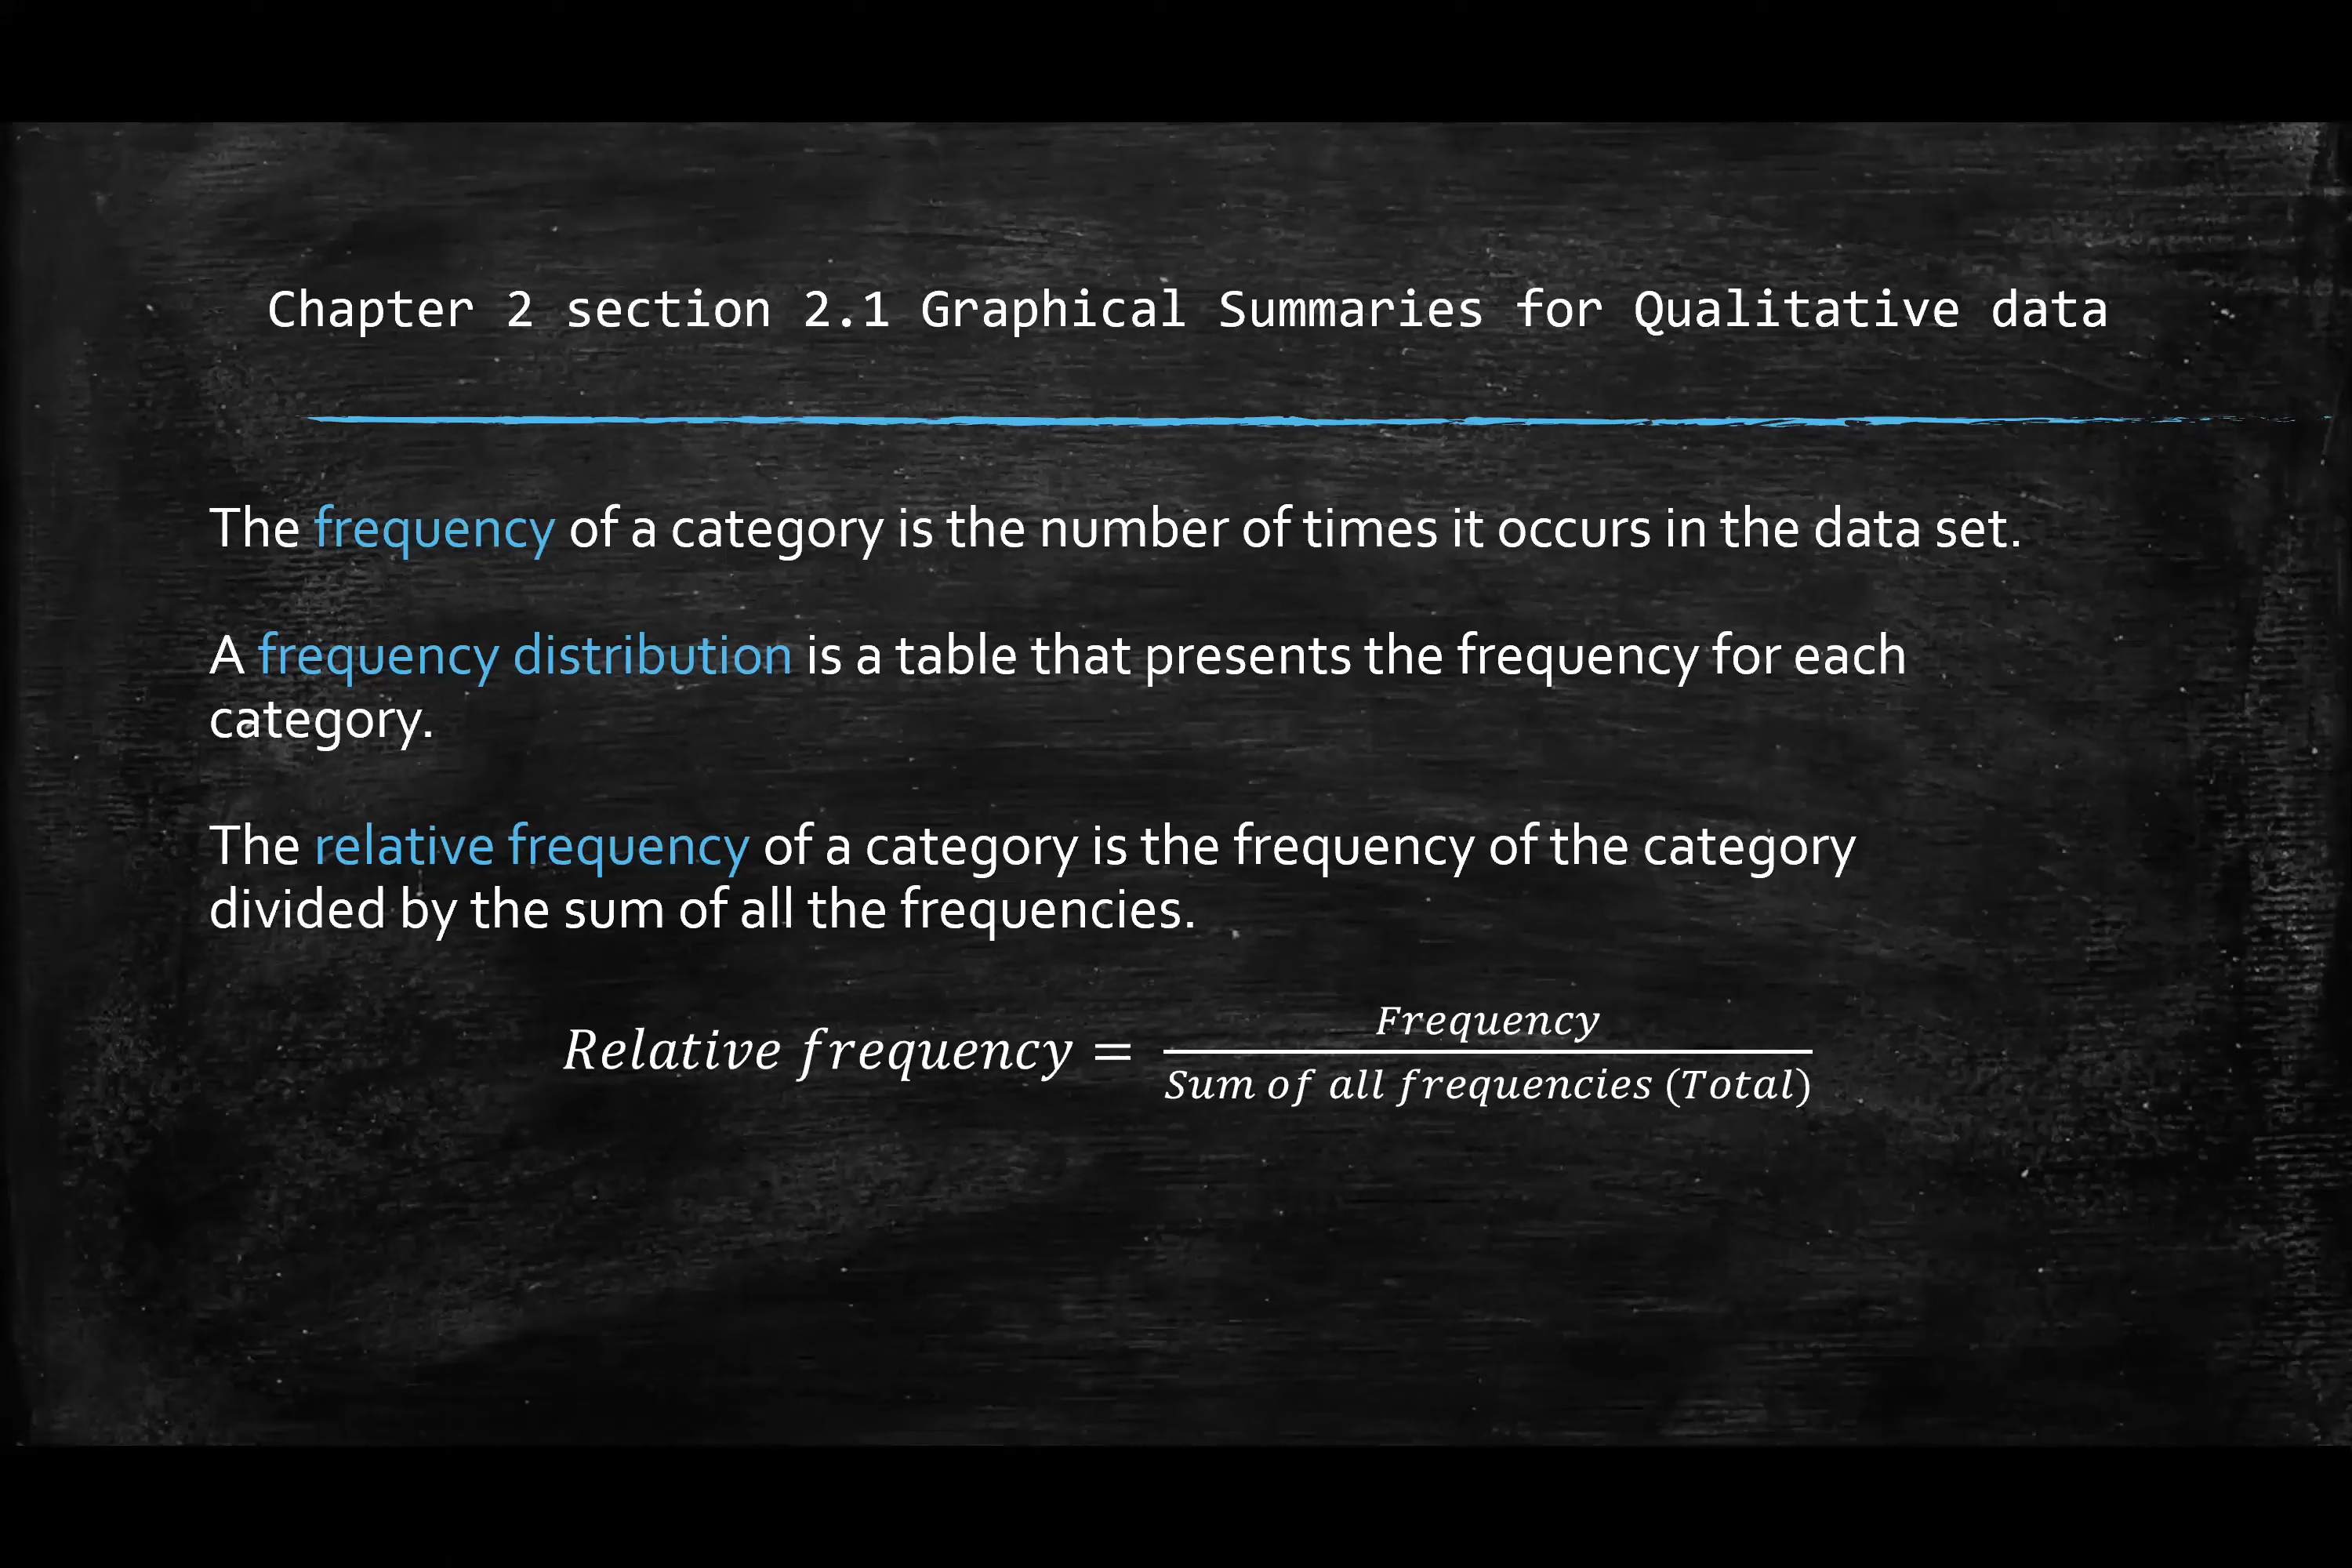 Chapter 2 section 2.1 Graphical Summaries for Qualitative data
The frequency of a category is the number of times it occurs in the data set.
A frequency distribution is a table that presents the frequency for each
category.
The relative frequency of a category is the frequency of the category
divided by the sum of all the frequencies.
Relative frequency = Frequency
Sum of all frequencies (Total)